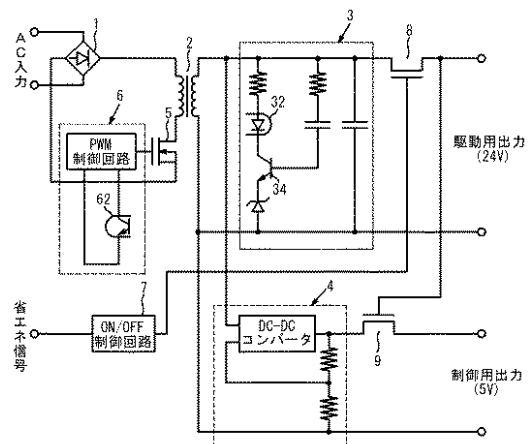 AC入力
1
2
3
8
6
5
32
PWM
制御回路
34
62
駆動用出力
(24V)
7
4
省エネ信号
ON/OFF
制御回路
DC-DC
コンバータ
9
制御用出力
(5V)